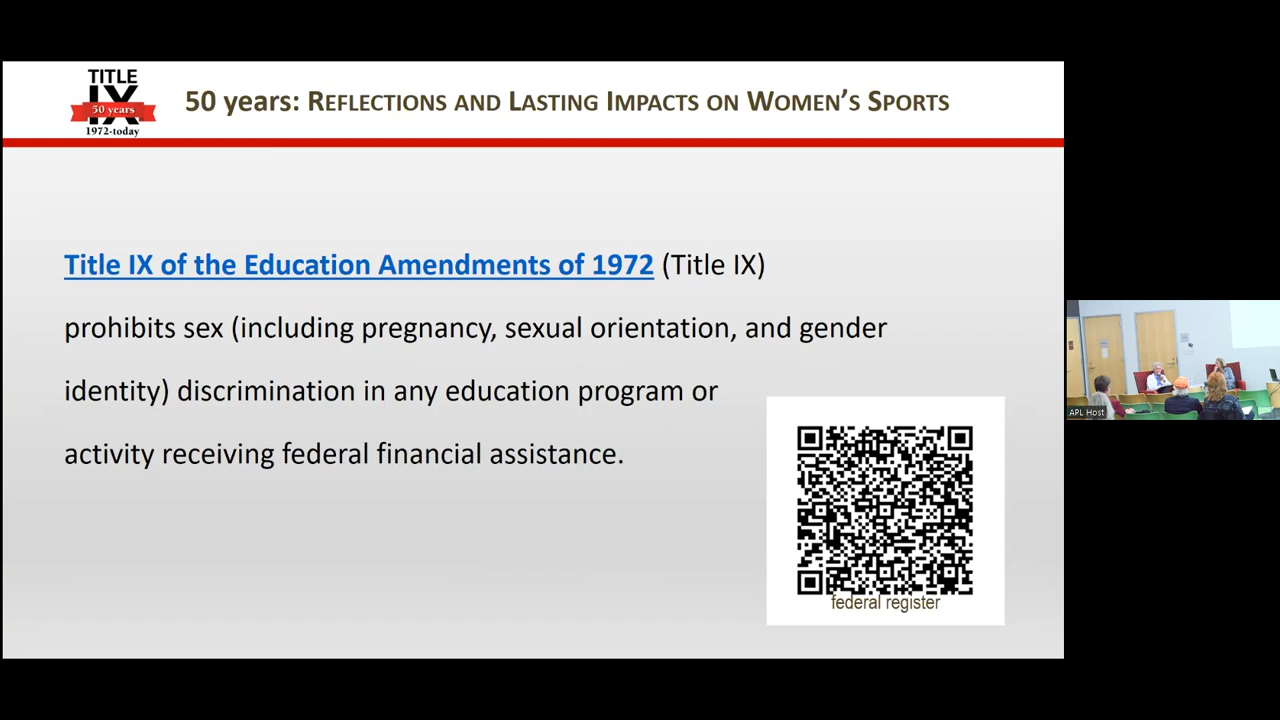 TITLE
IX
50 years
1972-today
50 years: REFLECTIONS AND LASTING IMPACTS ON WOMEN'S SPORTS
Title IX of the Education Amendments of 1972 (Title IX)
prohibits sex (including pregnancy, sexual orientation, and gender
identity) discrimination in any education program or
activity receiving federal financial assistance.
federal register
APL Host